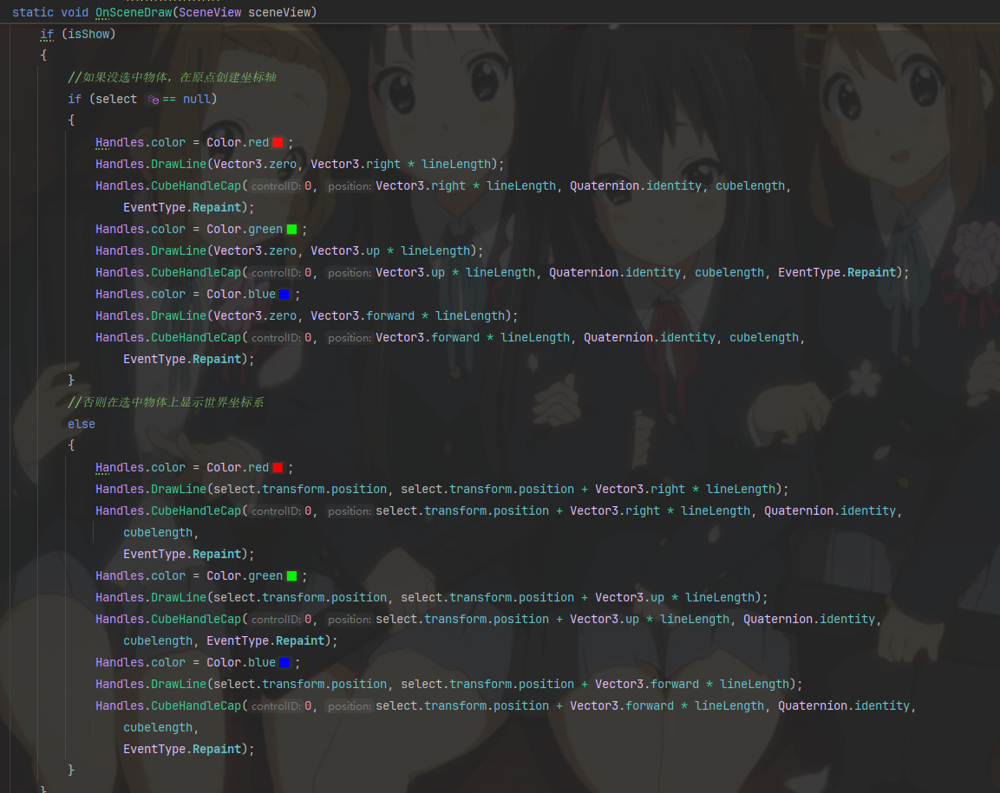 static void OnSceneDraw(SceneView sceneView)
if (isShow)
{
//如果没选中物体，在原点创建坐标轴
if (select == null)
{
Handles.color = Color.red;
Handles.DrawLine(Vector3.zero, Vector3.right * lineLength);
Handles.CubeHandleCap(controlID: 0, position: Vector3.right * lineLength, Quaternion.identity, cubelength,
EventType.Repaint);
Handles.color = Color.green;
Handles.DrawLine(Vector3.zero, Vector3.up * lineLength);
Handles.CubeHandleCap(controlID: 0, position: Vector3.up * lineLength, Quaternion.identity, cubelength, EventType.Repaint);
Handles.color = Color.blue;
Handles.DrawLine(Vector3.zero, Vector3.forward * lineLength);
Handles.CubeHandleCap(controlID: 0, position: Vector3.forward * lineLength, Quaternion.identity, cubelength,
EventType.Repaint);
}
//否则在选中物体上显示世界坐标系
else
{
Handles.color = Color.red;
Handles.DrawLine(select.transform.position, select.transform.position + Vector3.right * lineLength);
Handles.CubeHandleCap(controlID: 0, position: select.transform.position + Vector3.right * lineLength, Quaternion.identity,
cubelength,
EventType.Repaint);
Handles.color = Color.green;
Handles.DrawLine(select.transform.position, select.transform.position + Vector3.up * lineLength);
Handles.CubeHandleCap(controlID: 0, position: select.transform.position + Vector3.up * lineLength, Quaternion.identity,
cubelength, EventType.Repaint);
Handles.color = Color.blue;
Handles.DrawLine(select.transform.position, select.transform.position + Vector3.forward * lineLength);
Handles.CubeHandleCap(controlID: 0, position: select.transform.position + Vector3.forward * lineLength, Quaternion.identity,
cubelength,
EventType.Repaint);
}
}